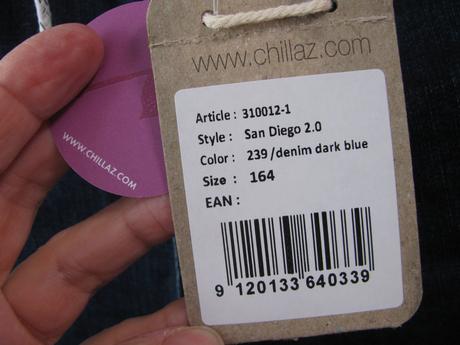 www.chillaz.com
WWW.CHILLAZ.COM
Article : 310012-1
Style : San Diego 2.0
Color : 239 /denim dark blue
Size : 164
EAN :
9 120133 640339